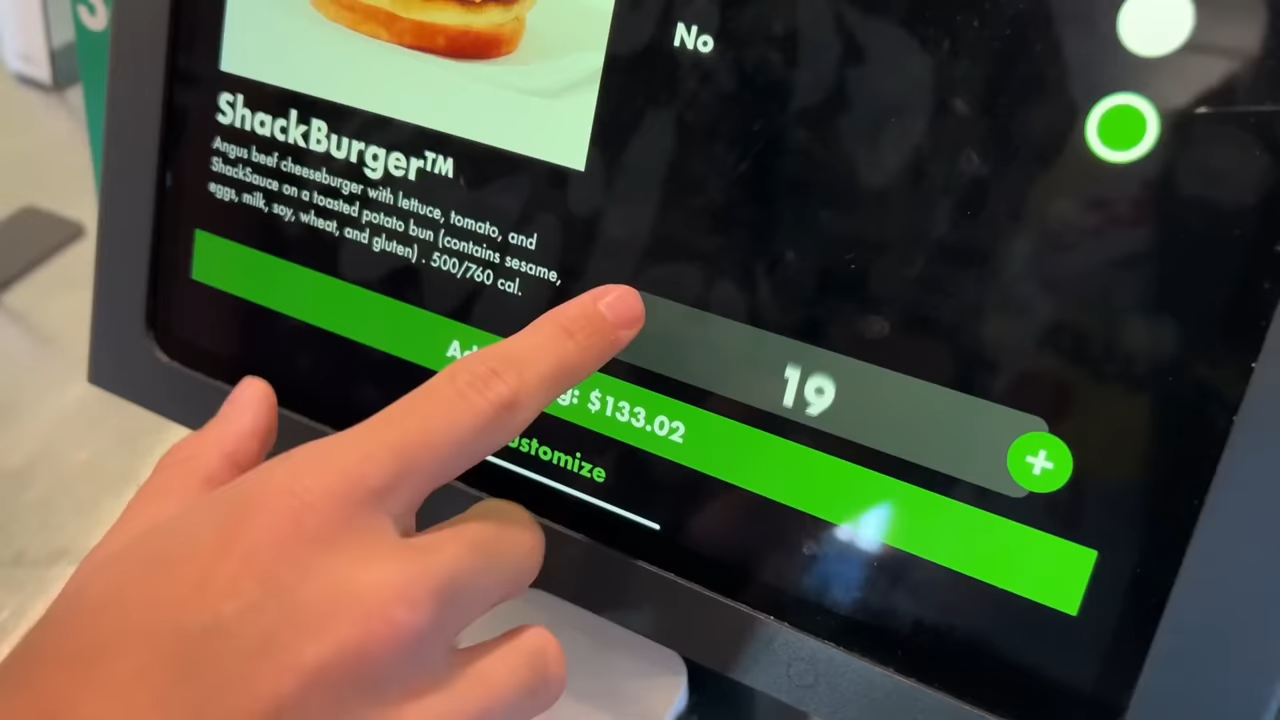 S
No
ShackBurger™
Angus beef cheeseburger with lettuce, tomato, and
ShackSauce on a toasted potato bun (contains sesame,
eggs, milk, soy, wheat, and gluten) . 500/760 cal.
19
+
$133.02